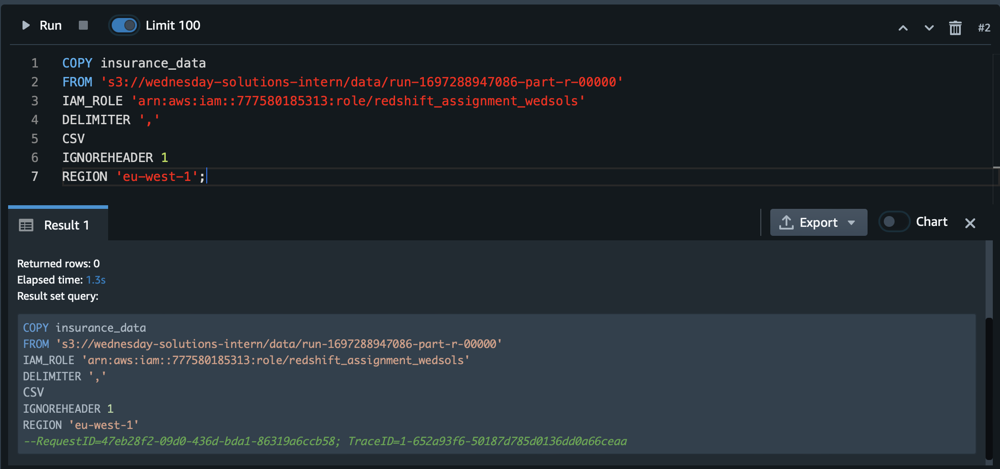 Run Limit 100 #2
1 COPY insurance_data
2 FROM 's3://wednesday-solutions-intern/data/run-1697288947086-part-r-00000'
3 IAM_ROLE 'arn:aws:iam::777580185313:role/redshift_assignment_wedsols'
4 DELIMITER ','
5 CSV
6 IGNOREHEADER 1
7 REGION 'eu-west-1';
Result 1 Export Chart
Returned rows: 0
Elapsed time: 1.3s
Result set query:
COPY insurance_data
FROM 's3://wednesday-solutions-intern/data/run-1697288947086-part-r-00000'
IAM_ROLE 'arn:aws:iam::777580185313:role/redshift_assignment_wedsols'
DELIMITER ','
CSV
IGNOREHEADER 1
REGION 'eu-west-1'
--RequestID=47eb28f2-09d0-436d-bda1-86319a6ccb58; TraceID=1-652a93f6-50187d785d0136dd0a66ceaa